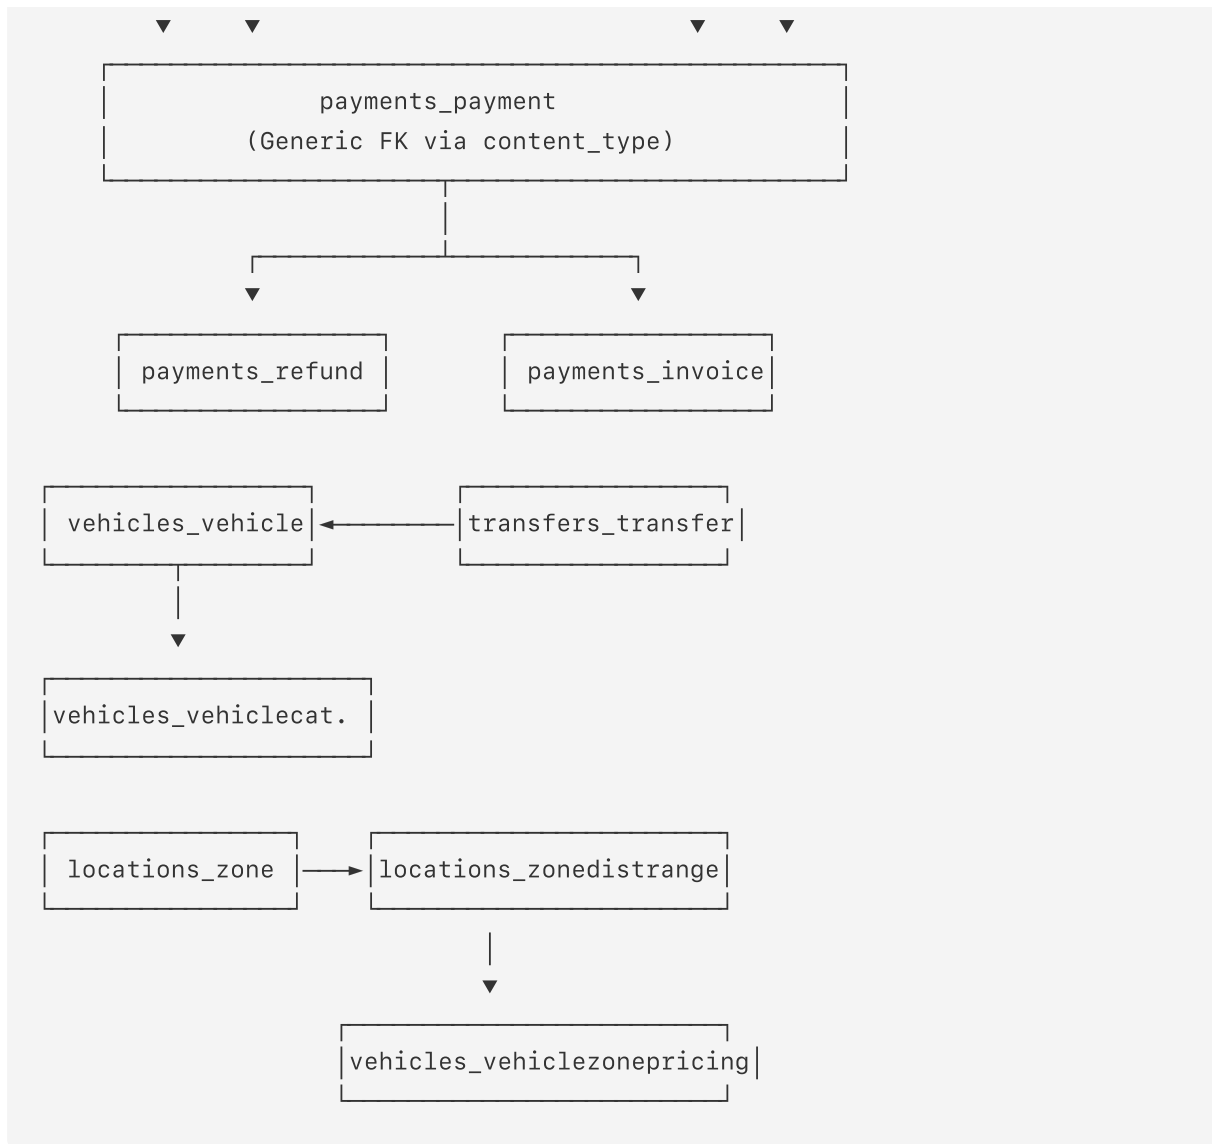 payments_payment
(Generic FK via content_type)
payments_refund
payments_invoice
vehicles_vehicle
transfers_transfer
vehicles_vehiclecat.
locations_zone
locations_zonedistrange
vehicles_vehiclezonepricing